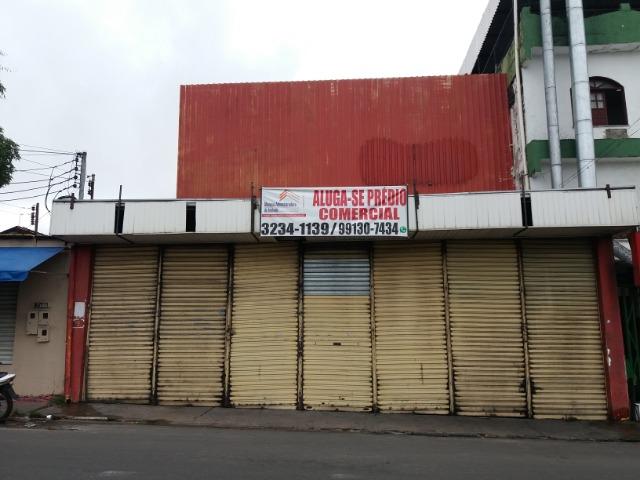 ALUGA-SE PRÉDIO
COMERCIAL
3234-1139 / 99130-7434